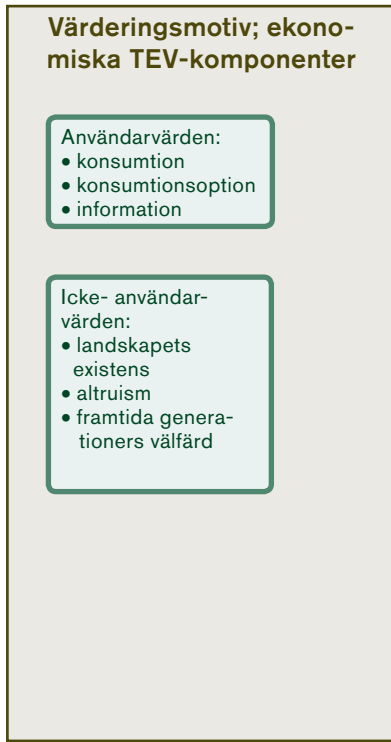 Värderingsmotiv; ekono-
miska TEV-komponenter
Användarvärden:
• konsumtion
• konsumtionsoption
• information
Icke- användar-
värden:
• landskapets
existens
• altruism
• framtida genera-
tioners välfärd